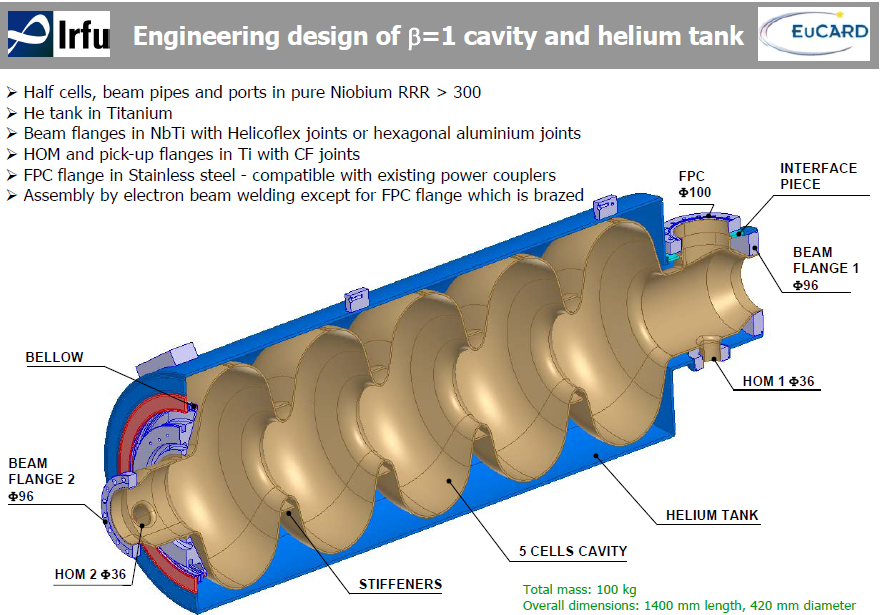 Irfu
Engineering design of β=1 cavity and helium tank
EuCARD
➢ Half cells, beam pipes and ports in pure Niobium RRR > 300
➢ He tank in Titanium
➢ Beam flanges in NbTi with Helicoflex joints or hexagonal aluminium joints
➢ HOM and pick-up flanges in Ti with CF joints
➢ FPC flange in Stainless steel - compatible with existing power couplers
➢ Assembly by electron beam welding except for FPC flange which is brazed
FPC
Φ100
INTERFACE
PIECE
BEAM
FLANGE 1
Φ96
BELLOW
HOM 1 Φ36
BEAM
FLANGE 2
Φ96
HELIUM TANK
5 CELLS CAVITY
HOM 2 Φ36
STIFFENERS
Total mass: 100 kg
Overall dimensions: 1400 mm length, 420 mm diameter